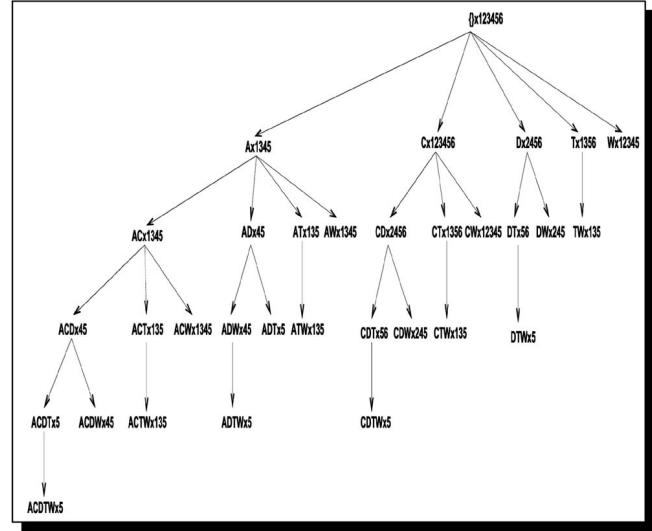 {}x123456
Ax1345 Cx123456 Dx2456 Tx1356 Wx12345
ACx1345 ADx45 ATx135 AWx1345 CDx2456 CTx1356 CWx12345 DTx56 DWx245 TWx135
ACDx45 ACTx135 ACWx1345 ADWx45 ADTx5 ATWx135 CDTx56 CDWx245 CTWx135 DTWx5
ACDTx5 ACDWx45 ACTWx135 ADTWx5 CDTWx5
ACDTWx5